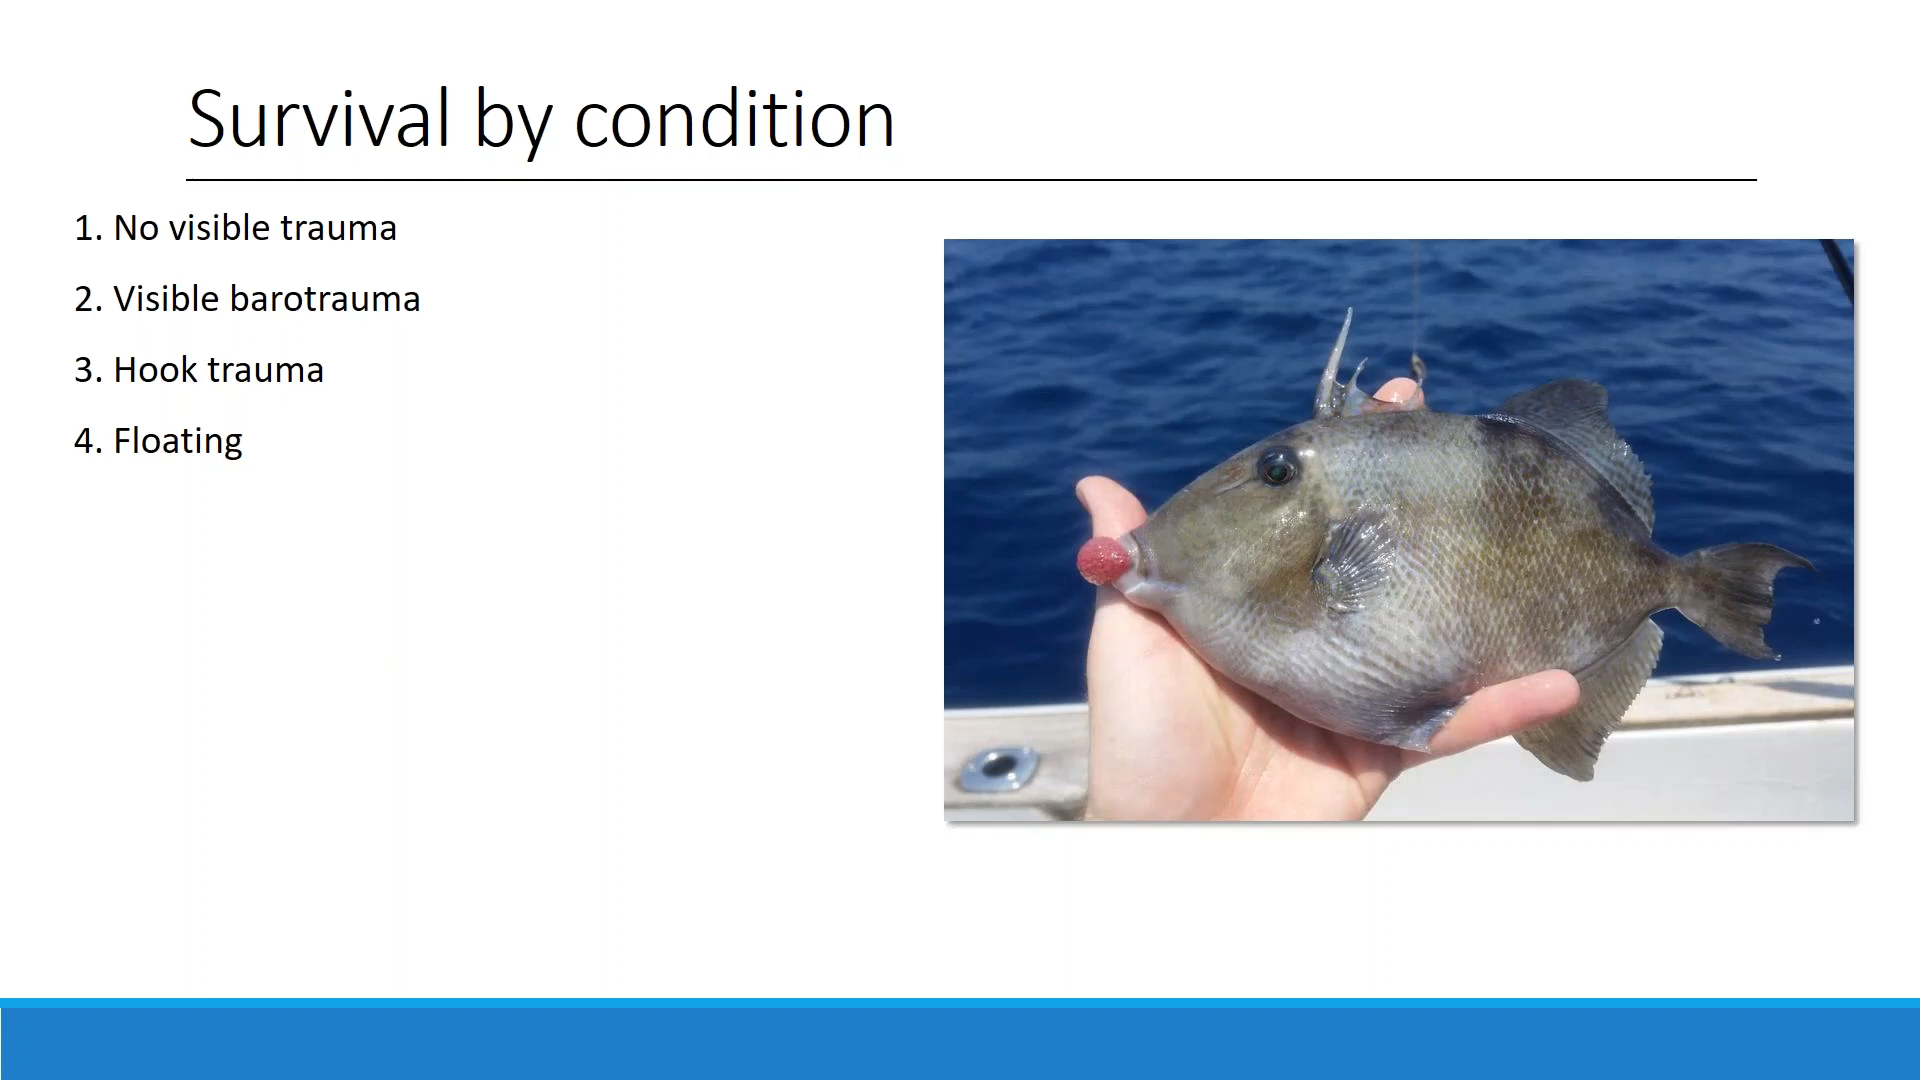 Survival by condition
1. No visible trauma
2. Visible barotrauma
3. Hook trauma
4. Floating